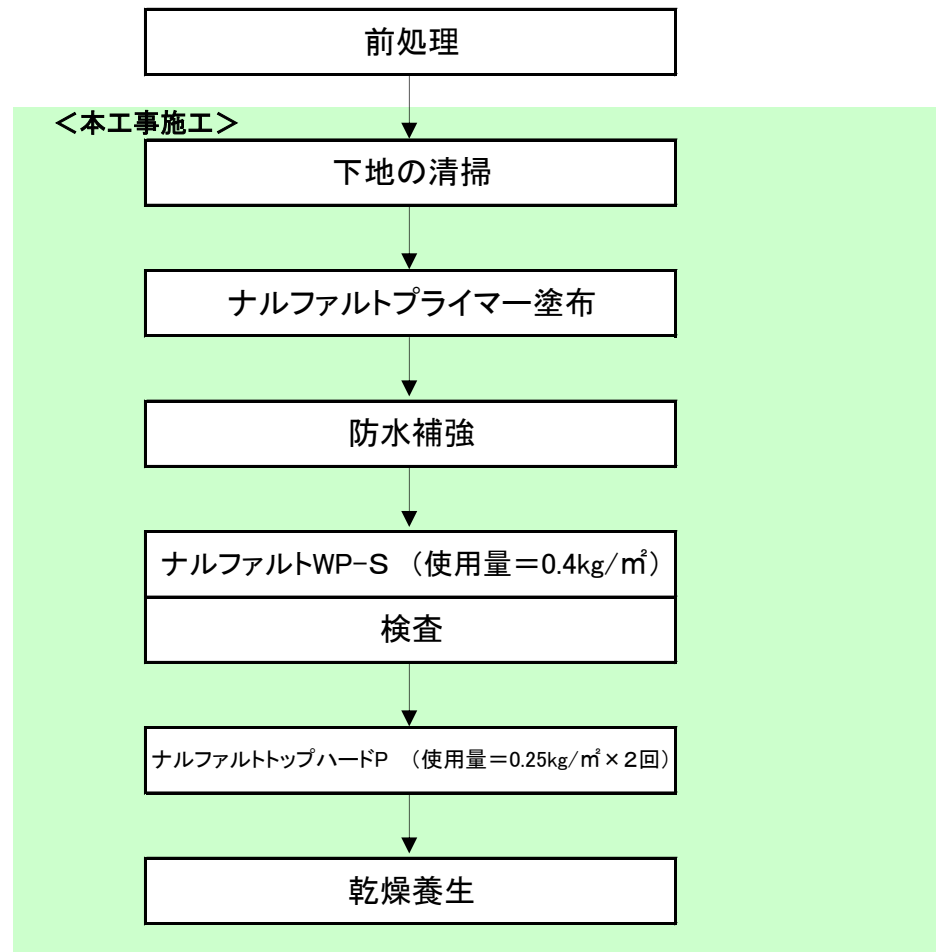 前処理
＜本工事施工＞
下地の清掃
ナルファルトプライマー塗布
防水補強
ナルファルトWP-S　（使用量＝0.4kg/㎡）
検査
ナルファルトトップハードP　（使用量＝0.25kg/㎡×２回）
乾燥養生